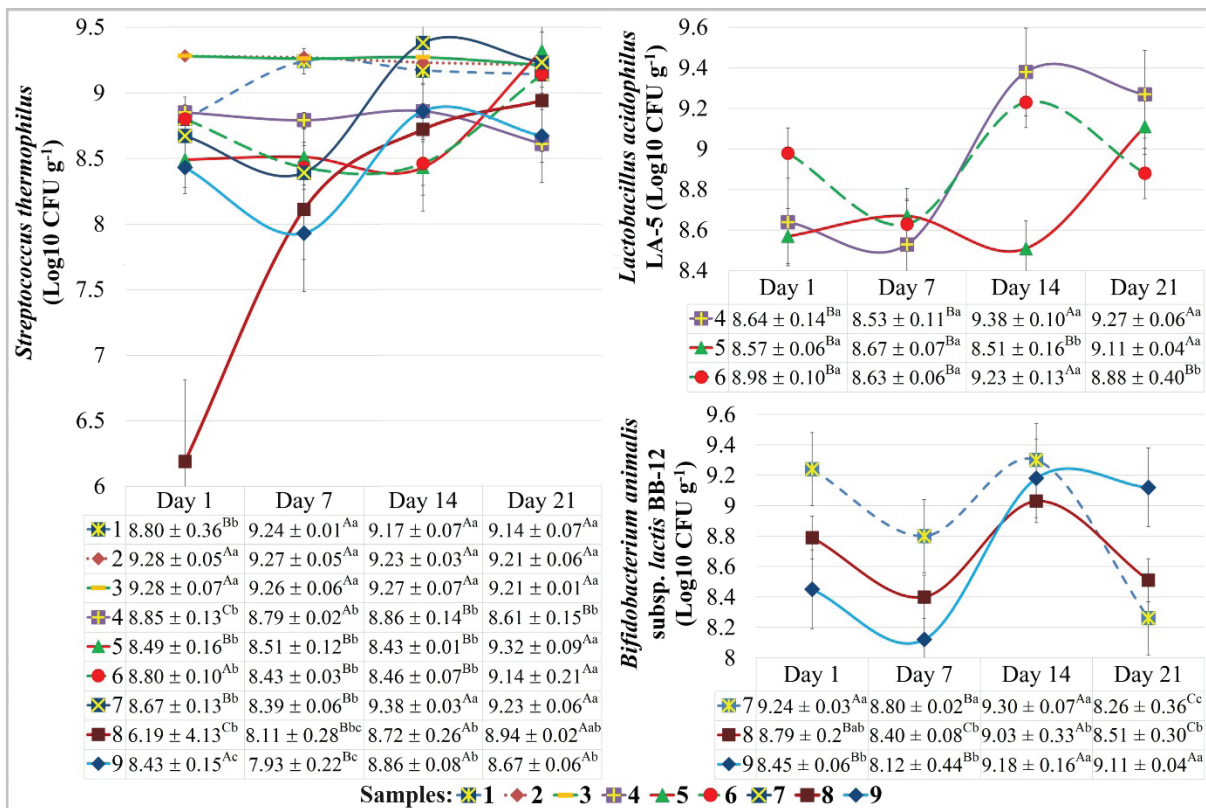 Streptococcus thermophilus
(Log10 CFU g⁻¹)
9.5
9
8.5
8
7.5
7
6.5
6
Day 1 Day 7 Day 14 Day 21
1 8.80 ± 0.36ᴮᵇ 9.24 ± 0.01ᴬᵃ 9.17 ± 0.07ᴬᵃ 9.14 ± 0.07ᴬᵃ
2 9.28 ± 0.05ᴬᵃ 9.27 ± 0.05ᴬᵃ 9.23 ± 0.03ᴬᵃ 9.21 ± 0.06ᴬᵃ
3 9.28 ± 0.07ᴬᵃ 9.26 ± 0.06ᴬᵃ 9.27 ± 0.07ᴬᵃ 9.21 ± 0.01ᴬᵃ
4 8.85 ± 0.13ꟲᵇ 8.79 ± 0.02ᴬᵇ 8.86 ± 0.14ᴮᵇ 8.61 ± 0.15ᴮᵇ
5 8.49 ± 0.16ᴮᵇ 8.51 ± 0.12ᴮᵇ 8.43 ± 0.01ᴮᵇ 9.32 ± 0.09ᴬᵃ
6 8.80 ± 0.10ᴬᵇ 8.43 ± 0.03ᴮᵇ 8.46 ± 0.07ᴮᵇ 9.14 ± 0.21ᴬᵃ
7 8.67 ± 0.13ᴮᵇ 8.39 ± 0.06ᴮᵇ 9.38 ± 0.03ᴬᵃ 9.23 ± 0.06ᴬᵃ
8 6.19 ± 4.13ꟲᵇ 8.11 ± 0.28ᴮᵇᶜ 8.72 ± 0.26ᴬᵇ 8.94 ± 0.02ᴬᵃᵇ
9 8.43 ± 0.15ᴬᶜ 7.93 ± 0.22ᴮᶜ 8.86 ± 0.08ᴬᵇ 8.67 ± 0.06ᴬᵇ
Lactobacillus acidophilus
LA-5 (Log10 CFU g⁻¹)
9.6
9.4
9.2
9
8.8
8.6
8.4
Day 1 Day 7 Day 14 Day 21
4 8.64 ± 0.14ᴮᵃ 8.53 ± 0.11ᴮᵃ 9.38 ± 0.10ᴬᵃ 9.27 ± 0.06ᴬᵃ
5 8.57 ± 0.06ᴮᵃ 8.67 ± 0.07ᴮᵃ 8.51 ± 0.16ᴮᵇ 9.11 ± 0.04ᴬᵃ
6 8.98 ± 0.10ᴮᵃ 8.63 ± 0.06ᴮᵃ 9.23 ± 0.13ᴬᵃ 8.88 ± 0.40ᴮᵇ
Bifidobacterium animalis
subsp. lactis BB-12
(Log10 CFU g⁻¹)
9.6
9.4
9.2
9
8.8
8.6
8.4
8.2
8
Day 1 Day 7 Day 14 Day 21
7 9.24 ± 0.03ᴬᵃ 8.80 ± 0.02ᴮᵃ 9.30 ± 0.07ᴬᵃ 8.26 ± 0.36ꟲᶜ
8 8.79 ± 0.2ᴮᵃᵇ 8.40 ± 0.08ꟲᵇ 9.03 ± 0.33ᴬᵇ 8.51 ± 0.30ꟲᵇ
9 8.45 ± 0.06ᴮᵇ 8.12 ± 0.44ᴮᵇ 9.18 ± 0.16ᴬᵃ 9.11 ± 0.04ᴬᵃ
Samples: 1 2 3 4 5 6 7 8 9